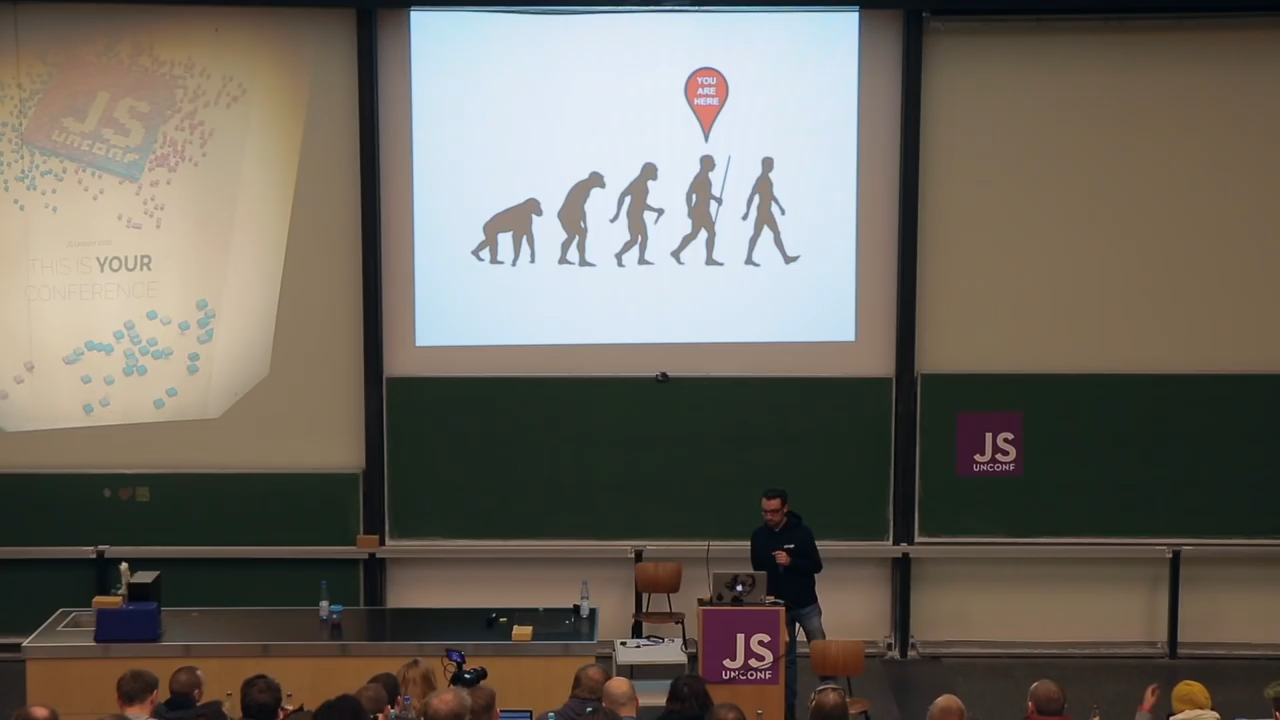 JS
UNCONF
THIS IS YOUR
CONFERENCE
YOU
ARE
HERE
JS
UNCONF
JS
UNCONF